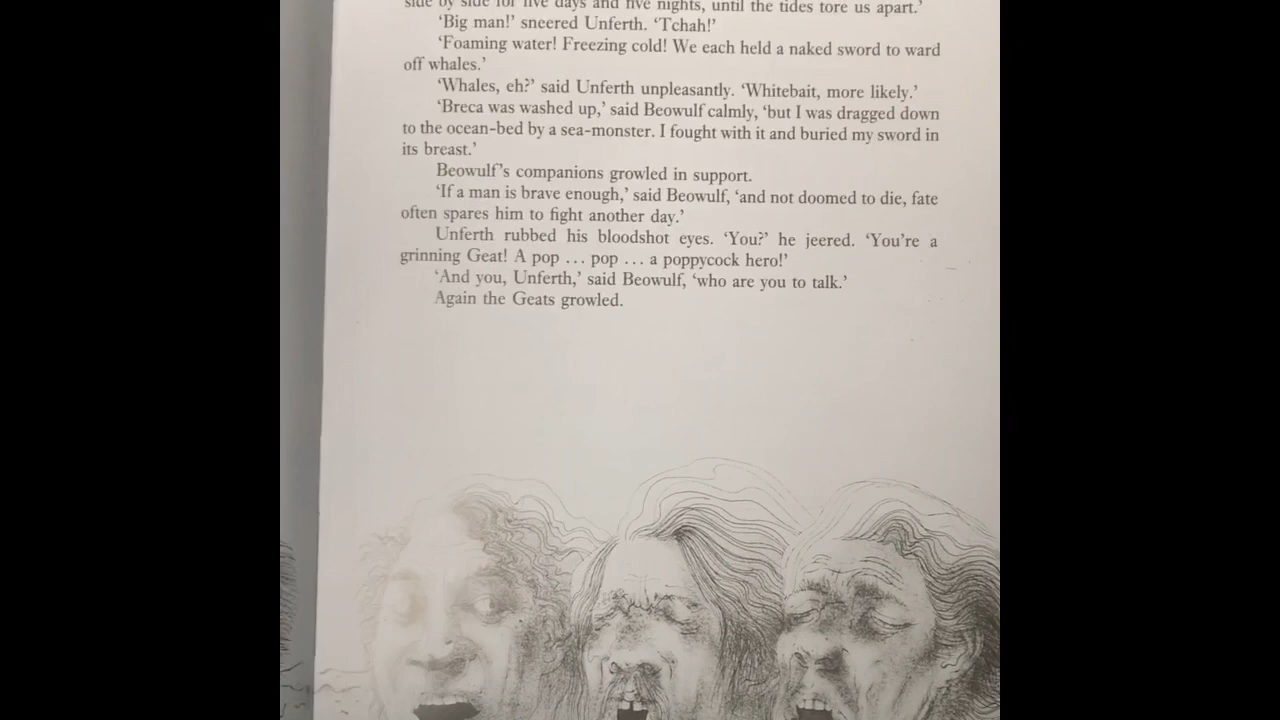 side by side for five days and five nights, until the tides tore us apart.’
‘Big man!’ sneered Unferth. ‘Tchah!’
‘Foaming water! Freezing cold! We each held a naked sword to ward
off whales.’
‘Whales, eh?’ said Unferth unpleasantly. ‘Whitebait, more likely.’
‘Breca was washed up,’ said Beowulf calmly, ‘but I was dragged down
to the ocean-bed by a sea-monster. I fought with it and buried my sword in
its breast.’
Beowulf’s companions growled in support.
‘If a man is brave enough,’ said Beowulf, ‘and not doomed to die, fate
often spares him to fight another day.’
Unferth rubbed his bloodshot eyes. ‘You?’ he jeered. ‘You’re a
grinning Geat! A pop … pop … a poppycock hero!’
‘And you, Unferth,’ said Beowulf, ‘who are you to talk.’
Again the Geats growled.